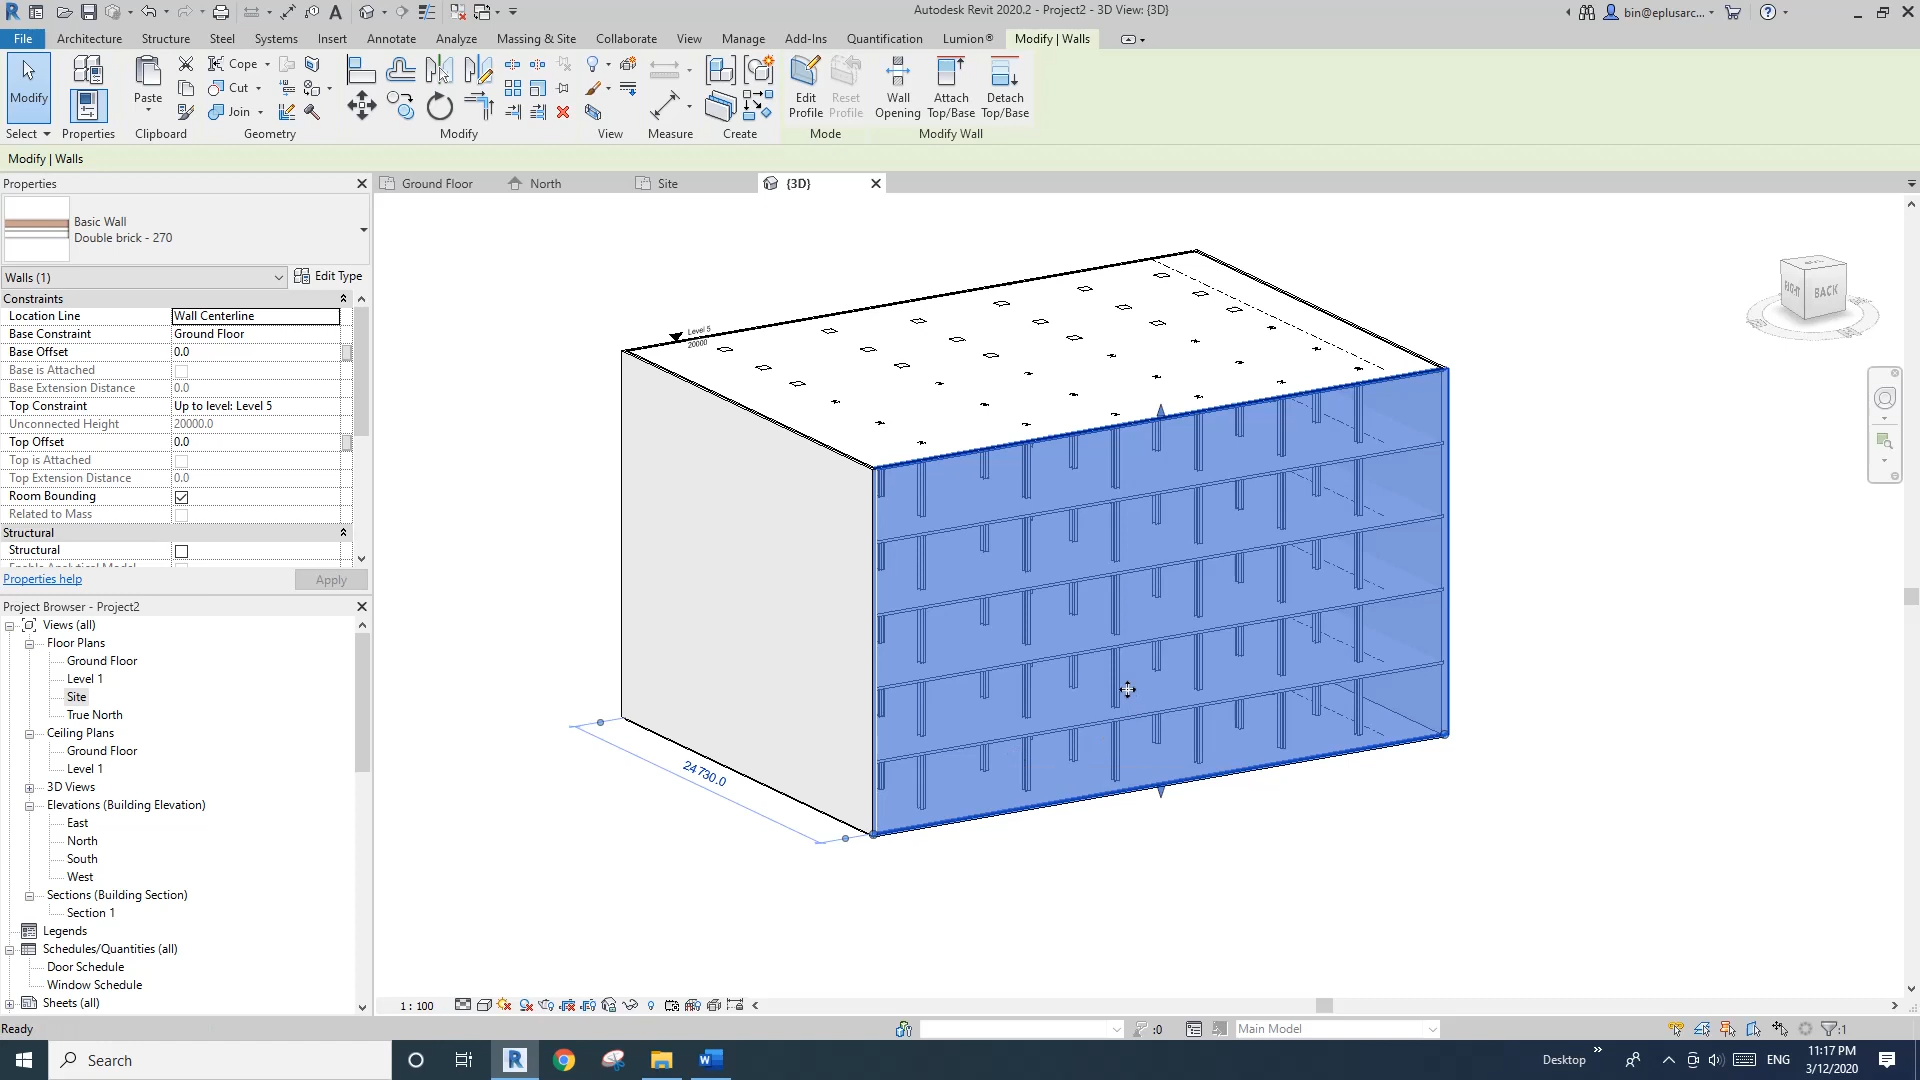 Autodesk Revit 2020.2 - Project2 - 3D View: {3D}
bin@eplusarc...
File Architecture Structure Steel Systems Insert Annotate Analyze Massing & Site Collaborate View Manage Add-Ins Quantification Lumion® Modify | Walls
Modify
Paste
Cope
Cut
Join
Edit Profile
Reset Profile
Wall Opening
Attach Top/Base
Detach Top/Base
Select Properties Clipboard Geometry Modify View Measure Create Mode Modify Wall
Modify | Walls
Properties
Ground Floor North Site {3D}
Basic Wall
Double brick - 270
Walls (1) Edit Type
Constraints
Location Line Wall Centerline
Base Constraint Ground Floor
Base Offset 0.0
Base is Attached
Base Extension Distance 0.0
Top Constraint Up to level: Level 5
Unconnected Height 20000.0
Top Offset 0.0
Top is Attached
Top Extension Distance 0.0
Room Bounding
Related to Mass
Structural
Structural
Properties help Apply
Project Browser - Project2
Views (all)
Floor Plans
Ground Floor
Level 1
Site
True North
Ceiling Plans
Ground Floor
Level 1
3D Views
Elevations (Building Elevation)
East
North
South
West
Sections (Building Section)
Section 1
Legends
Schedules/Quantities (all)
Door Schedule
Window Schedule
Sheets (all)
Level 5
20000
24730.0
RIGHT BACK
1 : 100
Ready
:0
Main Model
:1
Search
Desktop
ENG
11:17 PM
3/12/2020